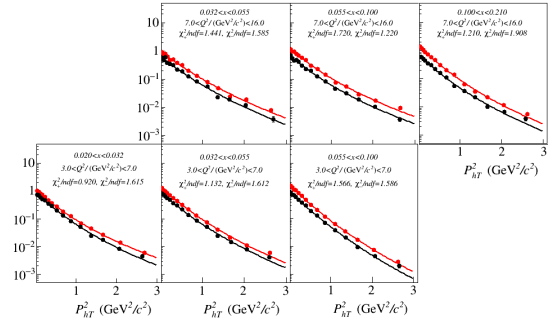 0.032<x<0.055
7.0<Q²/(GeV²/c²)<16.0
χ²₋/ndf=1.441, χ²₊/ndf=1.585
0.055<x<0.100
7.0<Q²/(GeV²/c²)<16.0
χ²₋/ndf=1.720, χ²₊/ndf=1.220
0.100<x<0.210
7.0<Q²/(GeV²/c²)<16.0
χ²₋/ndf=1.210, χ²₊/ndf=1.908
1
10⁻¹
10⁻²
10⁻³
1 2 3
P²hT (GeV²/c²)
0.020<x<0.032
3.0<Q²/(GeV²/c²)<7.0
χ²₋/ndf=0.920, χ²₊/ndf=1.615
0.032<x<0.055
3.0<Q²/(GeV²/c²)<7.0
χ²₋/ndf=1.132, χ²₊/ndf=1.612
0.055<x<0.100
3.0<Q²/(GeV²/c²)<7.0
χ²₋/ndf=1.566, χ²₊/ndf=1.586
1
10⁻¹
10⁻²
10⁻³
1 2 3 1 2 3 1 2 3
P²hT (GeV²/c²) P²hT (GeV²/c²) P²hT (GeV²/c²)